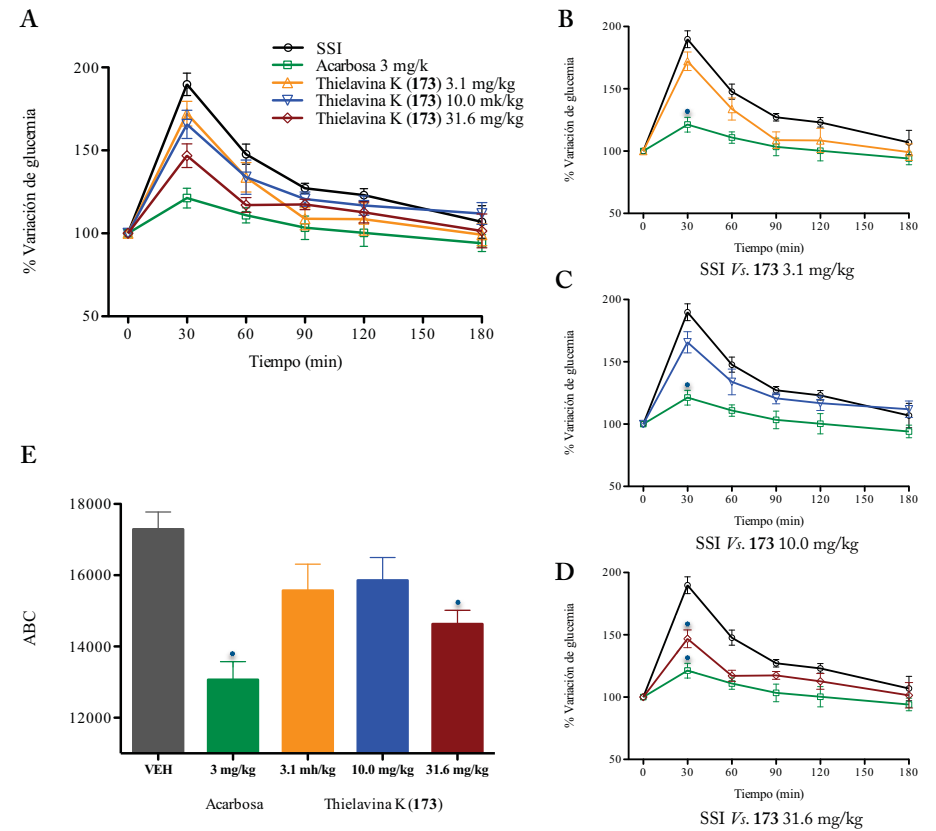 A
SSI
Acarbosa 3 mg/k
Thielavina K (173) 3.1 mg/kg
Thielavina K (173) 10.0 mk/kg
Thielavina K (173) 31.6 mg/kg
% Variación de glucemia
200
150
100
50
0 30 60 90 120 150 180
Tiempo (min)
B
% Variación de glucemia
200
150
100
50
0 30 60 90 120 150 180
Tiempo (min)
SSI Vs. 173 3.1 mg/kg
C
% Variación de glucemia
200
150
100
50
0 30 60 90 120 150 180
Tiempo (min)
SSI Vs. 173 10.0 mg/kg
D
% Variación de glucemia
200
150
100
50
0 30 60 90 120 150 180
Tiempo (min)
SSI Vs. 173 31.6 mg/kg
E
ABC
18000
16000
14000
12000
VEH 3 mg/kg 3.1 mh/kg 10.0 mg/kg 31.6 mg/kg
Acarbosa Thielavina K (173)